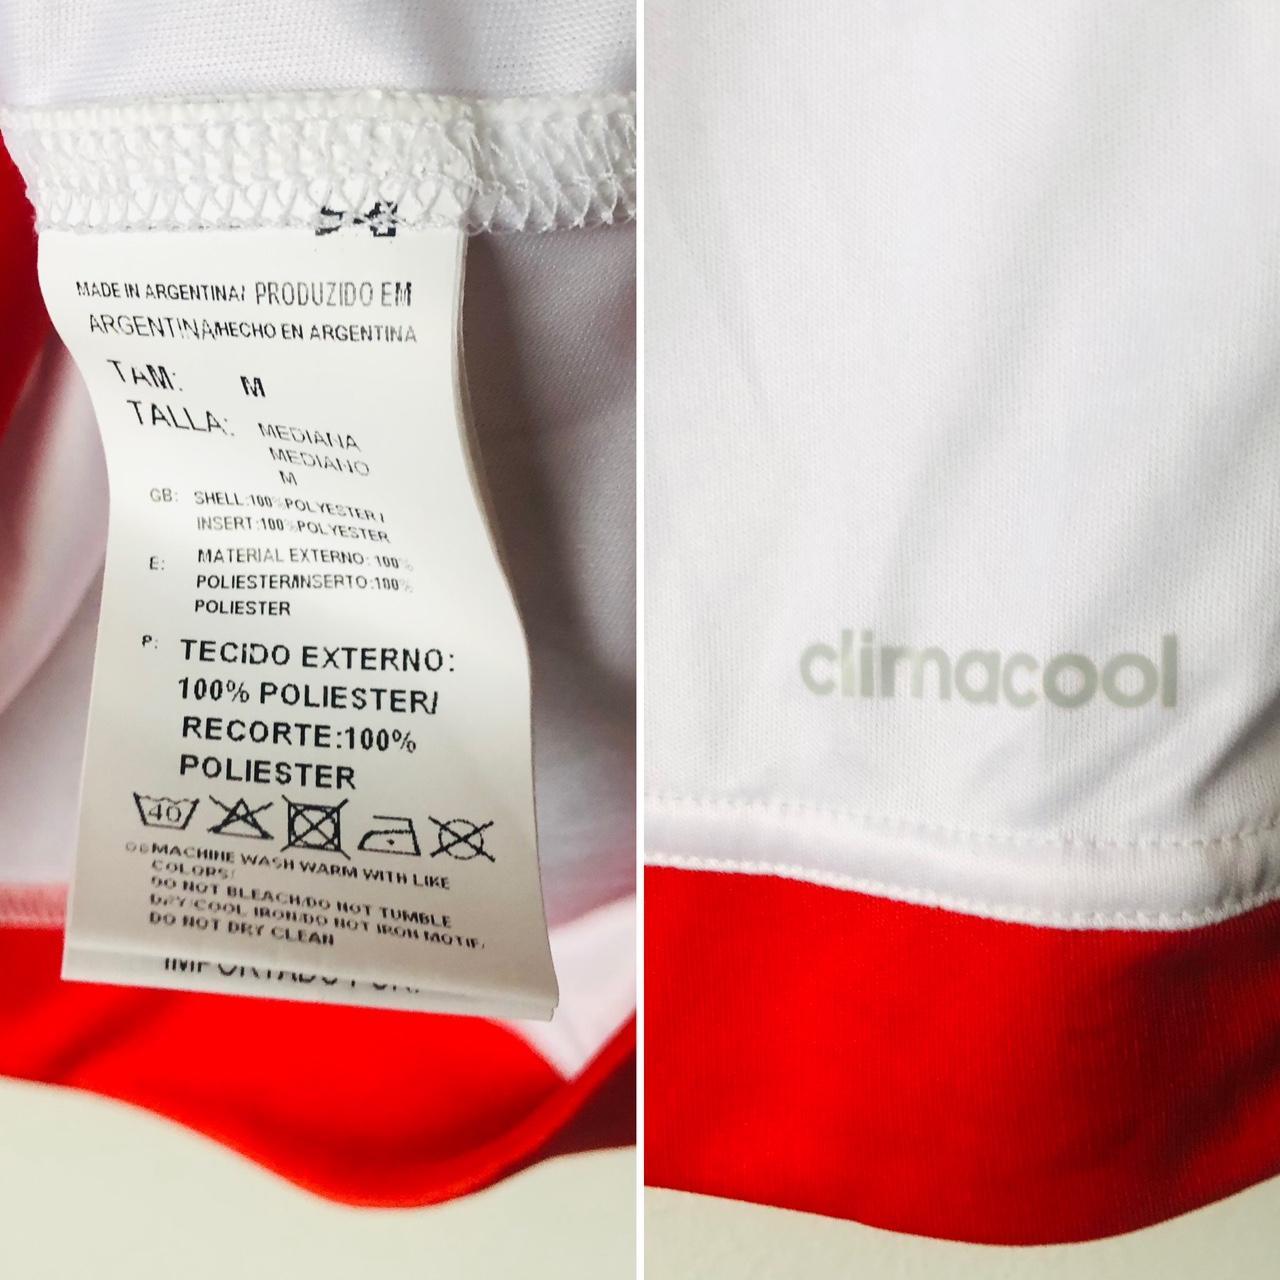 MADE IN ARGENTINA/ PRODUZIDO EM
ARGENTINA/HECHO EN ARGENTINA
TAM: M
TALLA: MEDIANA
MEDIANO
M
GB: SHELL:100%POLYESTER/
INSERT:100%POLYESTER
E: MATERIAL EXTERNO:100%
POLIESTER/INSERTO:100%
POLIESTER
P: TECIDO EXTERNO:
100% POLIESTER/
RECORTE:100%
POLIESTER
40
GB MACHINE WASH WARM WITH LIKE
COLORS/
DO NOT BLEACH/DO NOT TUMBLE
DRY/COOL IRON/DO NOT IRON MOTIF/
DO NOT DRY CLEAN
IMPORTADO POR:
climacool